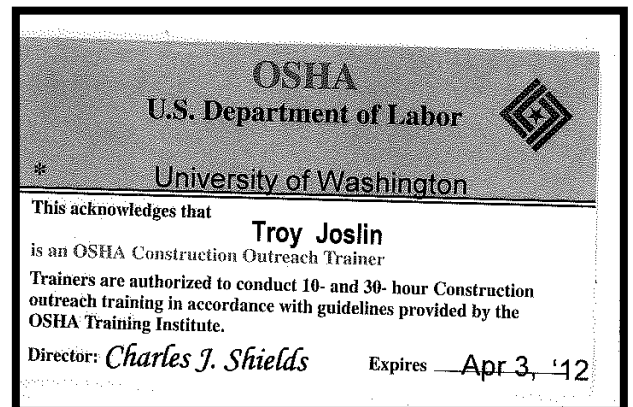 OSHA
U.S. Department of Labor
* University of Washington
This acknowledges that
Troy Joslin
is an OSHA Construction Outreach Trainer
Trainers are authorized to conduct 10- and 30- hour Construction
outreach training in accordance with guidelines provided by the
OSHA Training Institute.
Director: Charles J. Shields Expires Apr 3, '12